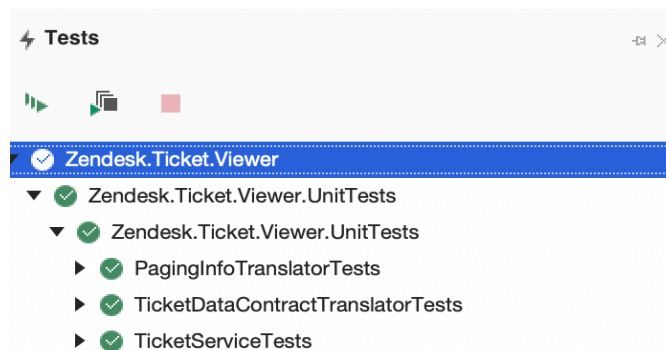 Tests
Zendesk.Ticket.Viewer
Zendesk.Ticket.Viewer.UnitTests
Zendesk.Ticket.Viewer.UnitTests
PagingInfoTranslatorTests
TicketDataContractTranslatorTests
TicketServiceTests